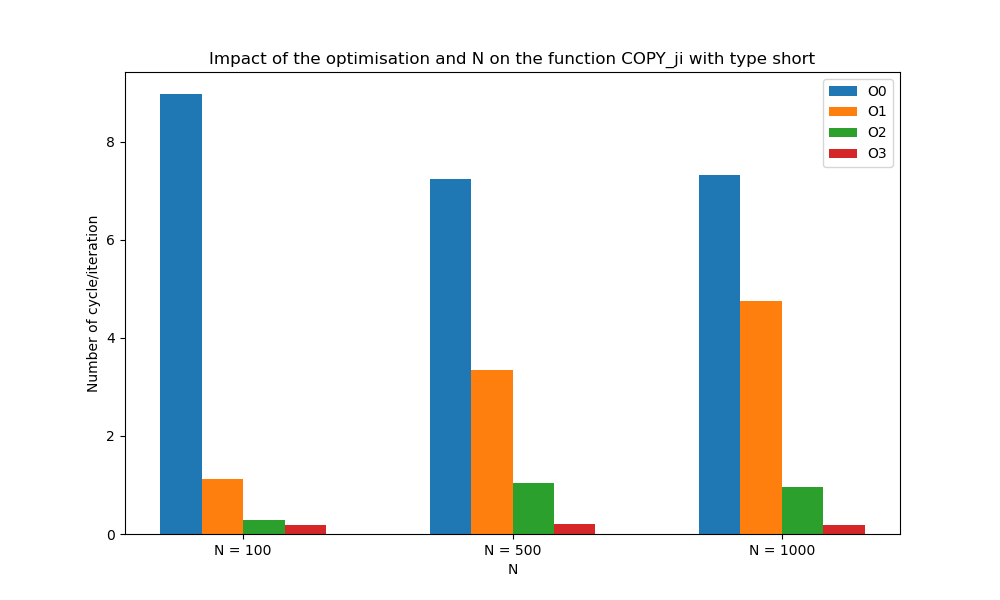 Impact of the optimisation and N on the function COPY_ji with type short
O0
O1
O2
O3
Number of cycle/iteration
8
6
4
2
0
N = 100
N = 500
N = 1000
N